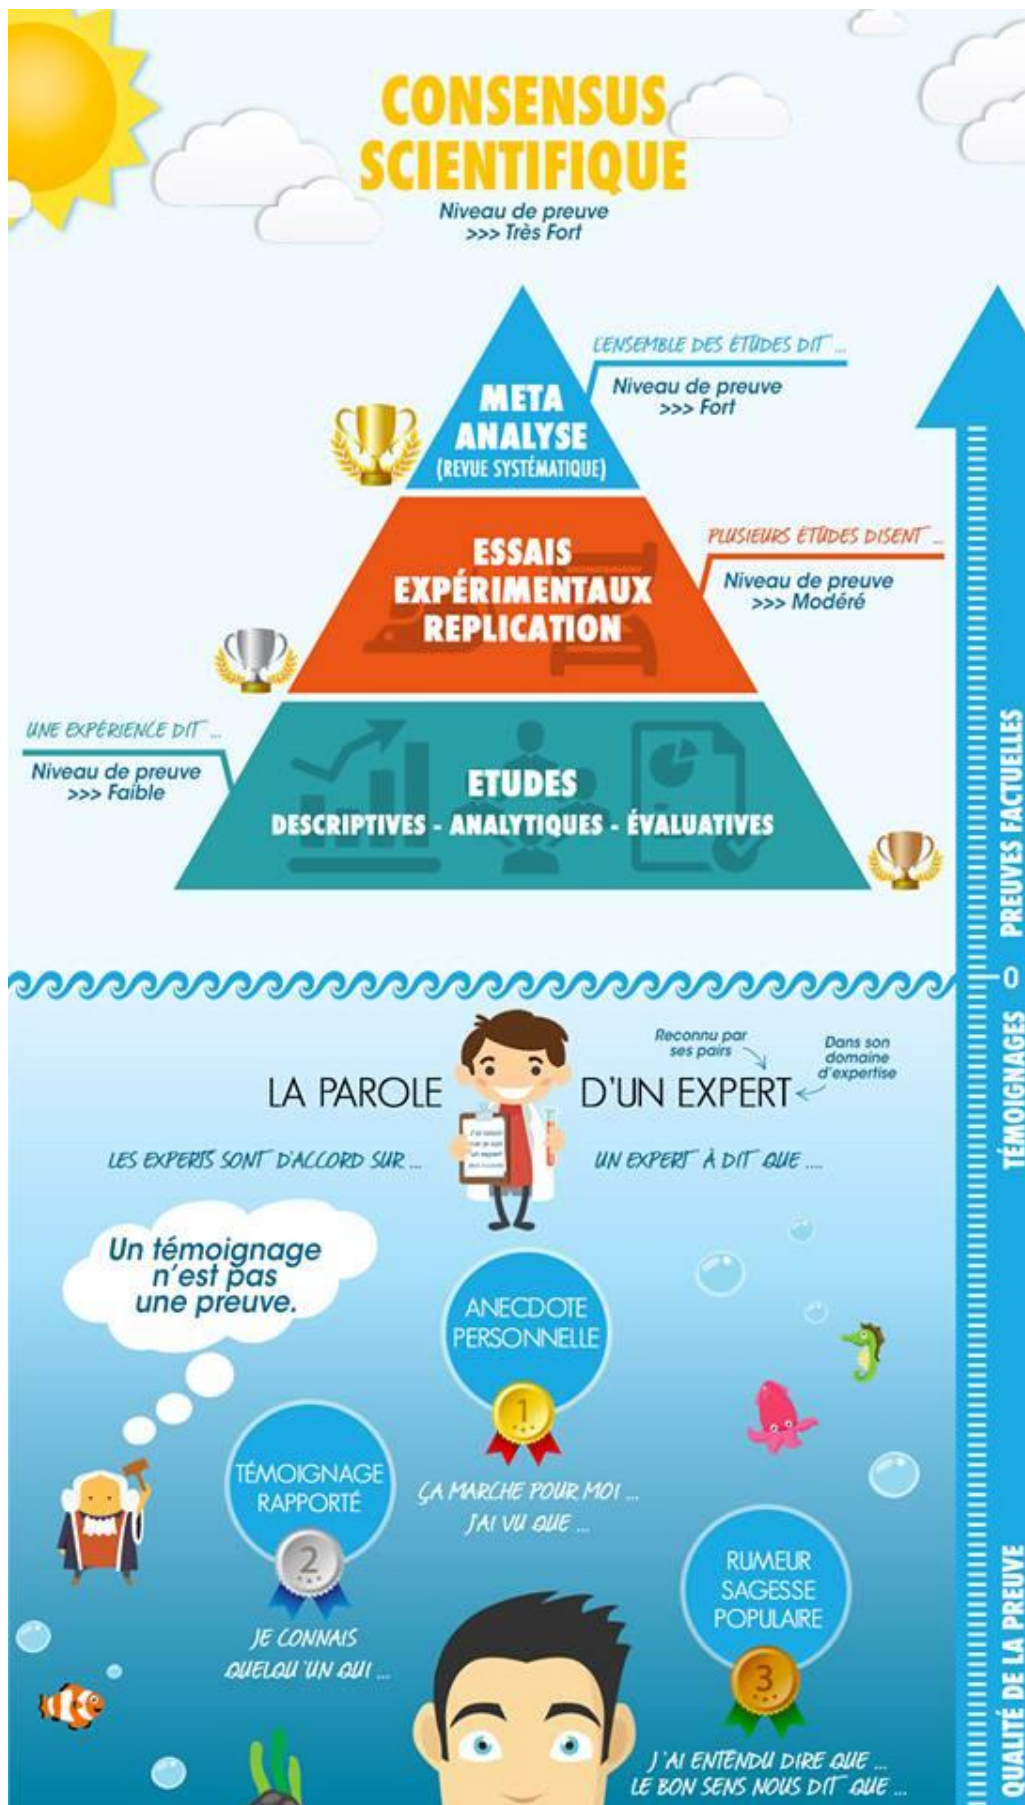 CONSENSUS
SCIENTIFIQUE
Niveau de preuve
>>> Très Fort
L'ENSEMBLE DES ÉTUDES DIT ...
Niveau de preuve
>>> Fort
META
ANALYSE
(REVUE SYSTÉMATIQUE)
PLUSIEURS ÉTUDES DISENT ...
Niveau de preuve
>>> Modéré
ESSAIS
EXPÉRIMENTAUX
REPLICATION
UNE EXPÉRIENCE DIT ...
Niveau de preuve
>>> Faible
ETUDES
DESCRIPTIVES - ANALYTIQUES - ÉVALUATIVES
PREUVES FACTUELLES
0
TÉMOIGNAGES
QUALITÉ DE LA PREUVE
Reconnu par
ses pairs
Dans son
domaine
d'expertise
LA PAROLE D'UN EXPERT
LES EXPERTS SONT D'ACCORD SUR ...
UN EXPERT À DIT QUE ....
Un témoignage
n'est pas
une preuve.
ANECDOTE
PERSONNELLE
1
ÇA MARCHE POUR MOI ...
J'AI VU QUE ...
TÉMOIGNAGE
RAPPORTÉ
2
JE CONNAIS
QUELQU'UN QUI ...
RUMEUR
SAGESSE
POPULAIRE
3
J'AI ENTENDU DIRE QUE ...
LE BON SENS NOUS DIT QUE ...